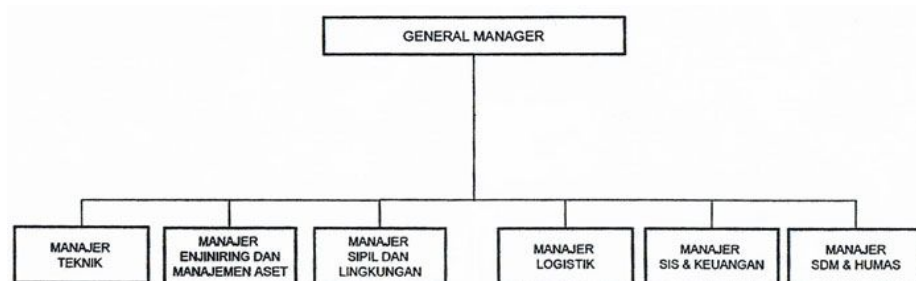 GENERAL MANAGER
MANAJER
TEKNIK
MANAJER
ENJINIRING DAN
MANAJEMEN ASET
MANAJER
SIPIL DAN
LINGKUNGAN
MANAJER
LOGISTIK
MANAJER
SIS & KEUANGAN
MANAJER
SDM & HUMAS